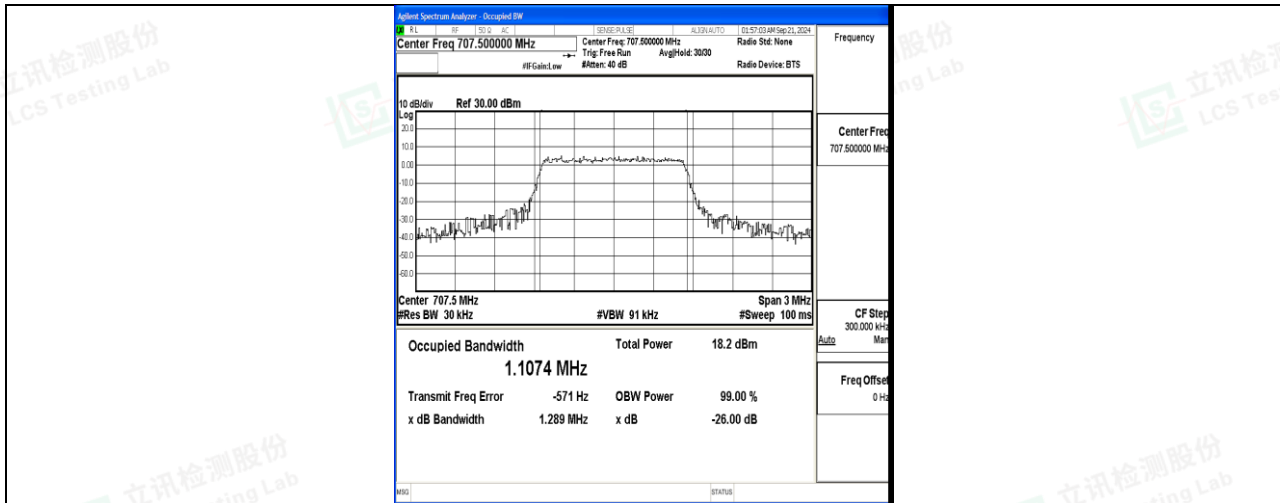 Agilent Spectrum Analyzer - Occupied BW
RL RF 50 Ω AC SENSE:PULSE ALIGN AUTO 01:57:03 AM Sep 21, 2024
Center Freq 707.500000 MHz
Center Freq: 707.500000 MHz
Radio Std: None
Trig: Free Run Avg|Hold: 30/30
#IFGain:Low #Atten: 40 dB Radio Device: BTS
Frequency
10 dB/div Ref 30.00 dBm
Log
20.0
10.0
0.00
-10.0
-20.0
-30.0
-40.0
-50.0
-60.0
Center Freq
707.500000 MHz
Center 707.5 MHz Span 3 MHz
#Res BW 30 kHz #VBW 91 kHz #Sweep 100 ms
CF Step
300.000 kHz
Auto Man
Occupied Bandwidth Total Power 18.2 dBm
1.1074 MHz
Transmit Freq Error -571 Hz OBW Power 99.00 %
x dB Bandwidth 1.289 MHz x dB -26.00 dB
Freq Offset
0 Hz
MSG STATUS
立讯检测股份
LCS Testing Lab
立讯检测股份